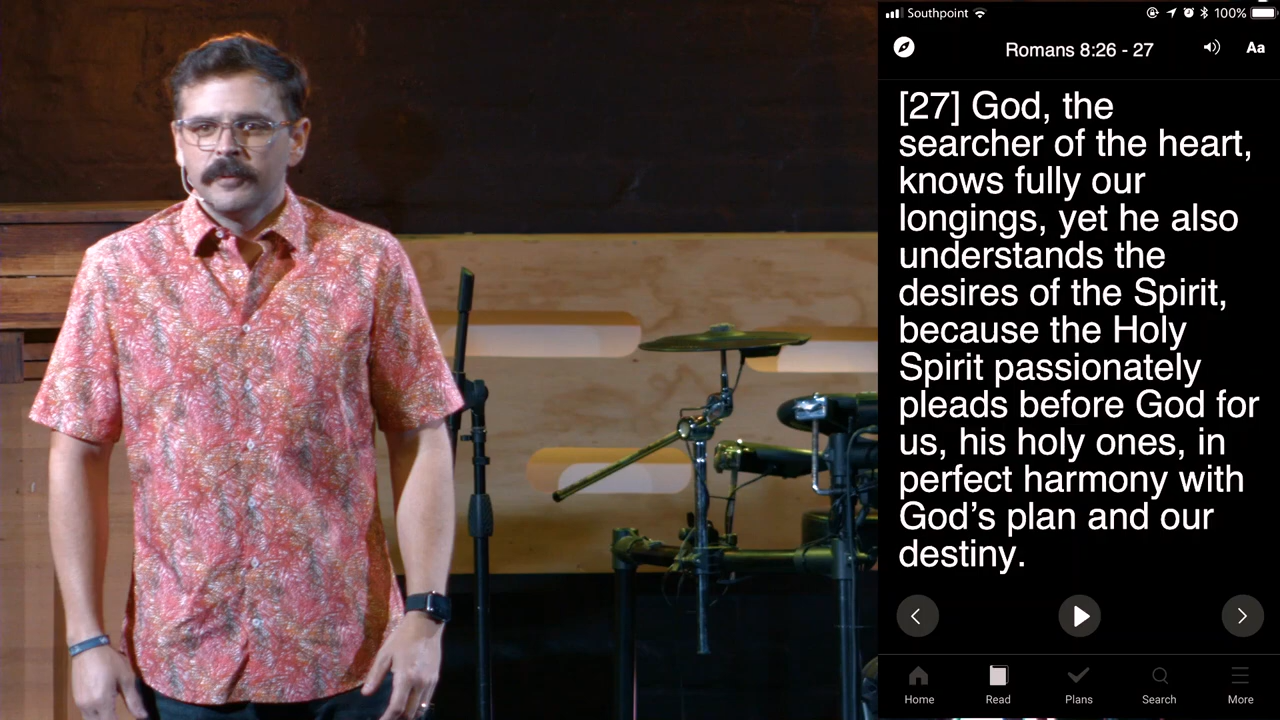 Southpoint 100%
Romans 8:26 - 27 Aa
[27] God, the
searcher of the heart,
knows fully our
longings, yet he also
understands the
desires of the Spirit,
because the Holy
Spirit passionately
pleads before God for
us, his holy ones, in
perfect harmony with
God’s plan and our
destiny.
Home Read Plans Search More